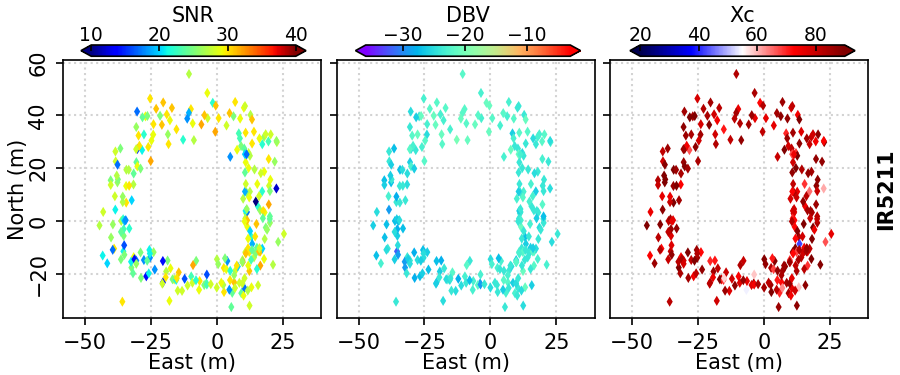 SNR DBV Xc
10 20 30 40 −30 −20 −10 20 40 60 80
60
40
20
0
−20
North (m)
IR5211
−50 −25 0 25 −50 −25 0 25 −50 −25 0 25
East (m) East (m) East (m)